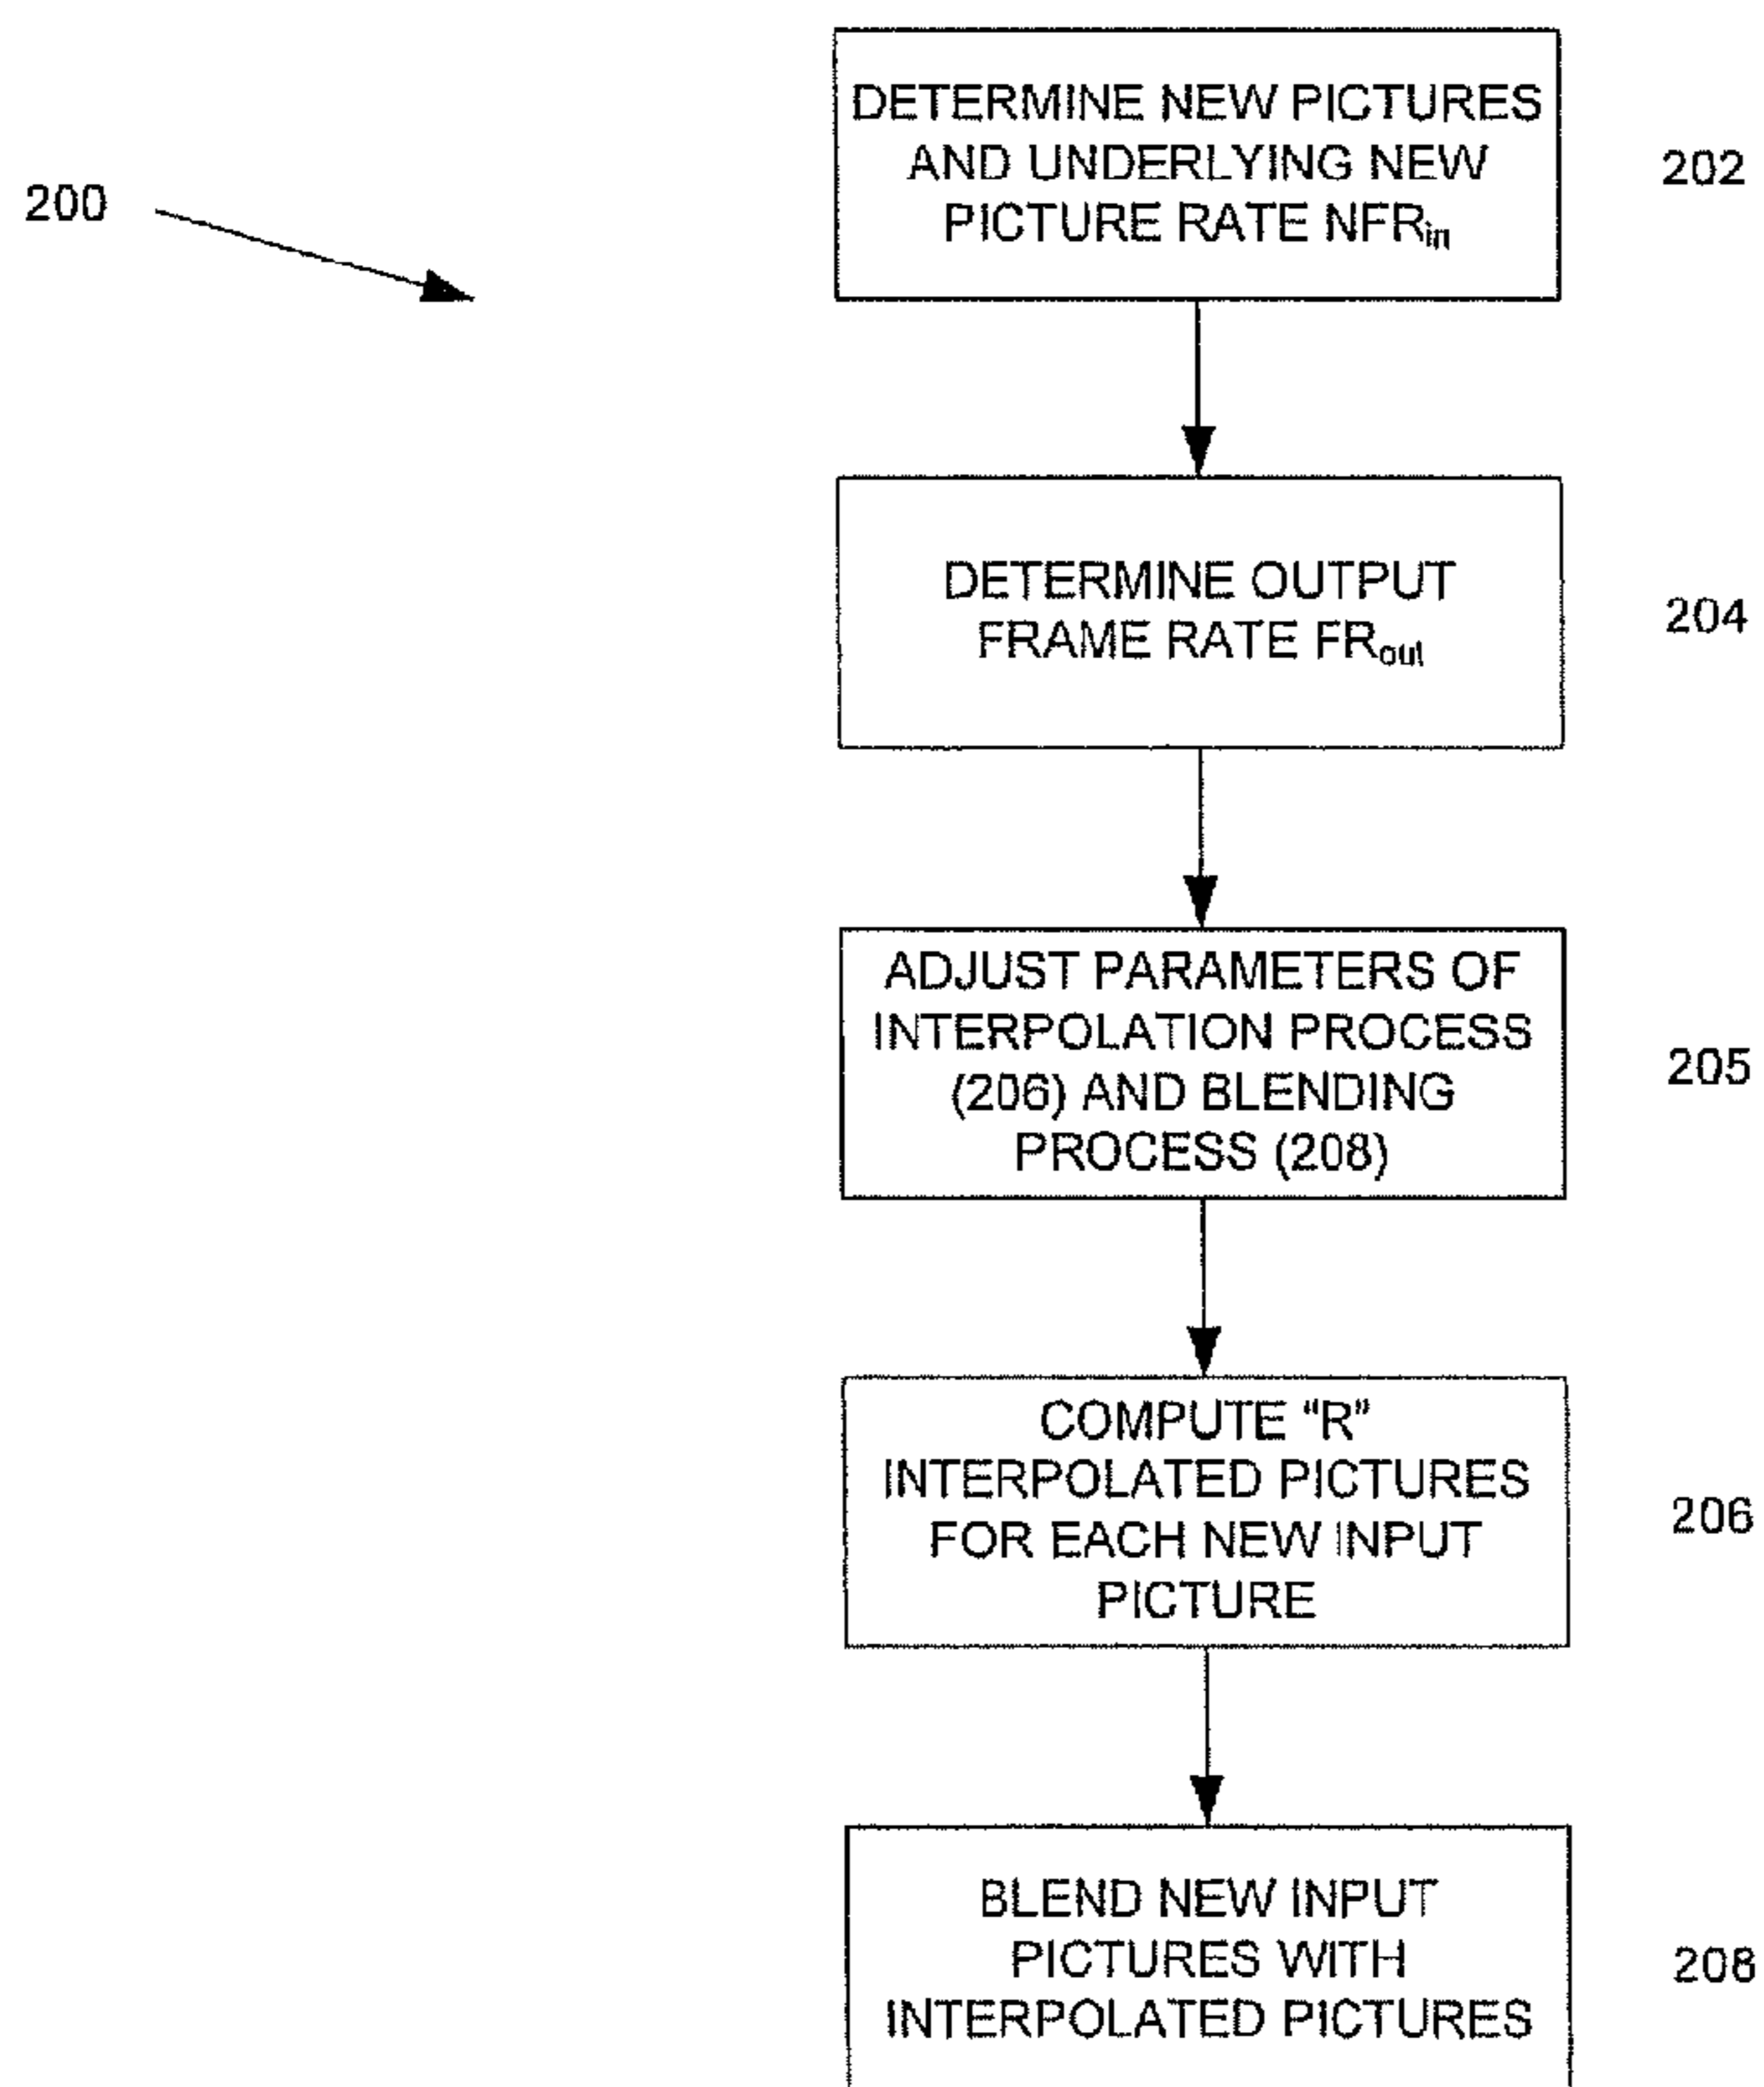 DETERMINE NEW PICTURES
AND UNDERLYING NEW
PICTURE RATE NFRin
202
200
DETERMINE OUTPUT
FRAME RATE FRout
204
ADJUST PARAMETERS OF
INTERPOLATION PROCESS
(206) AND BLENDING
PROCESS (208)
205
COMPUTE "R"
INTERPOLATED PICTURES
FOR EACH NEW INPUT
PICTURE
206
BLEND NEW INPUT
PICTURES WITH
INTERPOLATED PICTURES
208